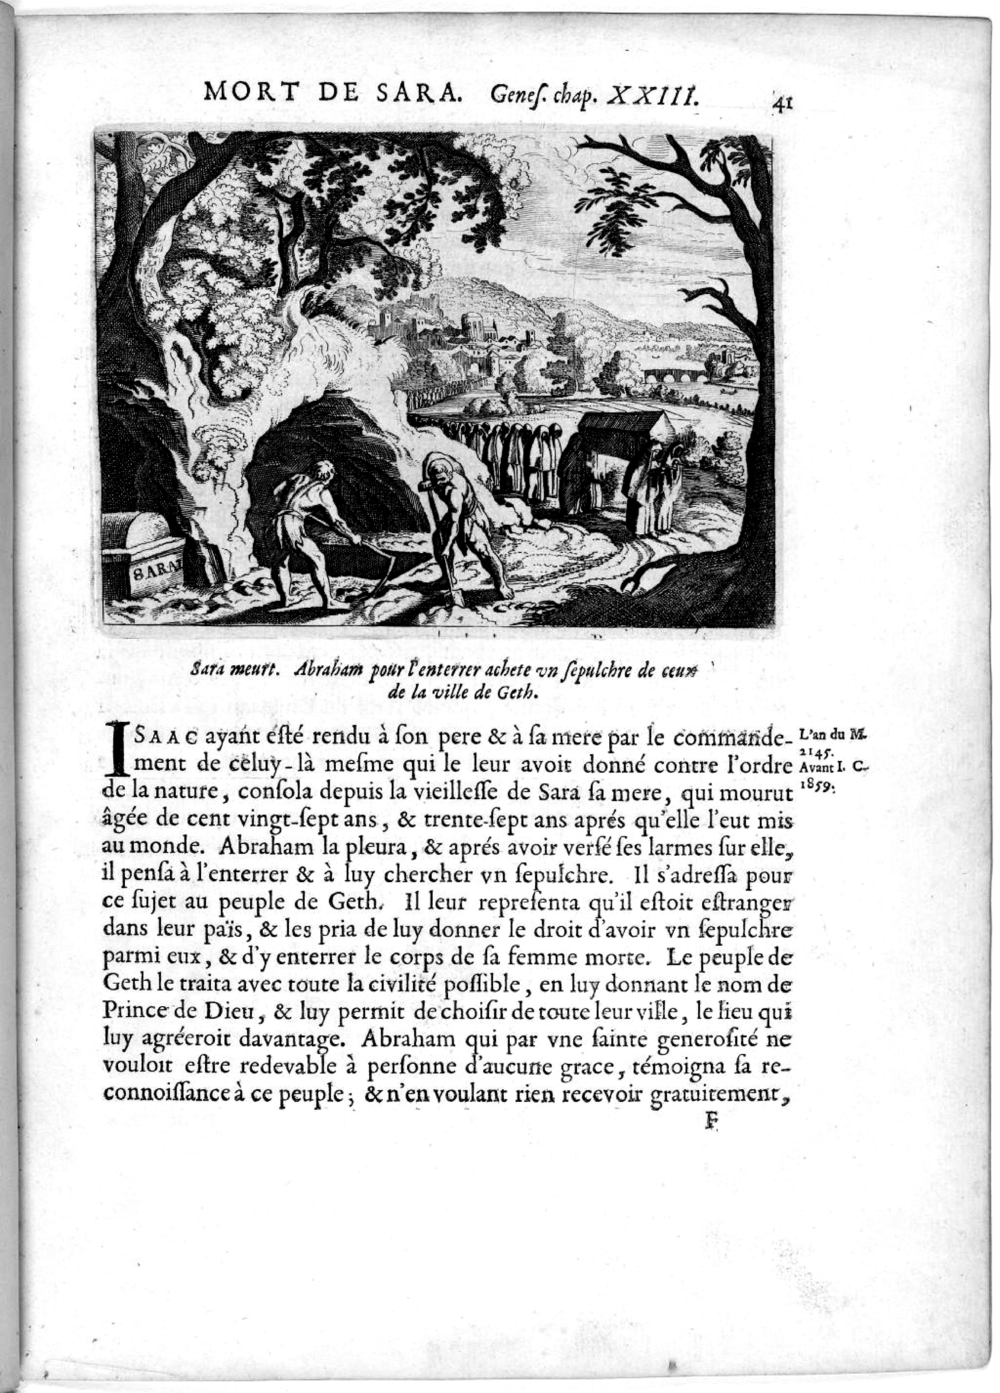 MORT DE SARA. Geneſ. chap. XXIII. 41
SARAI
Sara meurt. Abraham pour l'enterrer achete vn ſepulchre de ceux
de la ville de Geth.
ISAAC ayant eſté rendu à ſon pere & à ſa mere par le commande-
ment de celuy-là meſme qui le leur avoit donné contre l'ordre
de la nature, conſola depuis la vieilleſſe de Sara ſa mere, qui mourut
âgée de cent vingt-ſept ans, & trente-ſept ans aprés qu'elle l'eut mis
au monde. Abraham la pleura, & aprés avoir verſé ſes larmes ſur elle,
il penſa à l'enterrer & à luy chercher vn ſepulchre. Il s'adreſſa pour
ce ſujet au peuple de Geth. Il leur repreſenta qu'il eſtoit eſtranger
dans leur païs, & les pria de luy donner le droit d'avoir vn ſepulchre
parmi eux, & d'y enterrer le corps de ſa femme morte. Le peuple de
Geth le traita avec toute la civilité poſſible, en luy donnant le nom de
Prince de Dieu, & luy permit de choiſir de toute leur ville, le lieu qui
luy agréeroit davantage. Abraham qui par vne ſainte generoſité ne
vouloit eſtre redevable à perſonne d'aucune grace, témoigna ſa re-
connoiſſance à ce peuple; & n'en voulant rien recevoir gratuitement,
L'an du M.
2145.
Avant I. C.
1859.
F